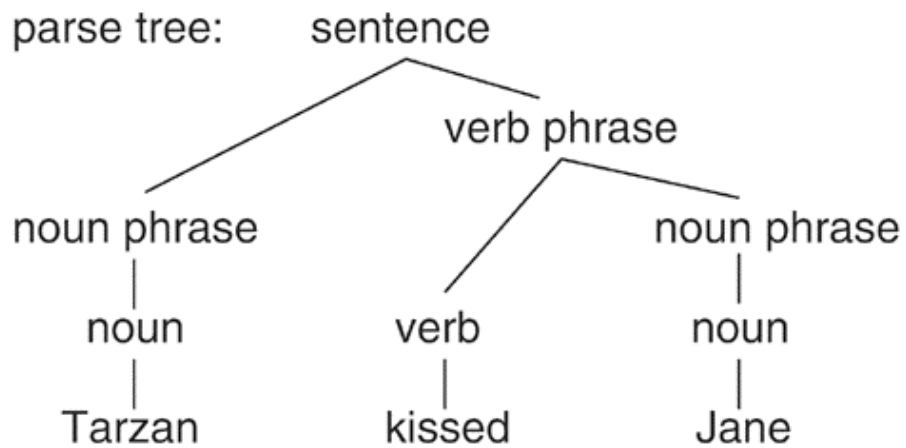 parse tree: sentence
verb phrase
noun phrase noun phrase
noun verb noun
Tarzan kissed Jane